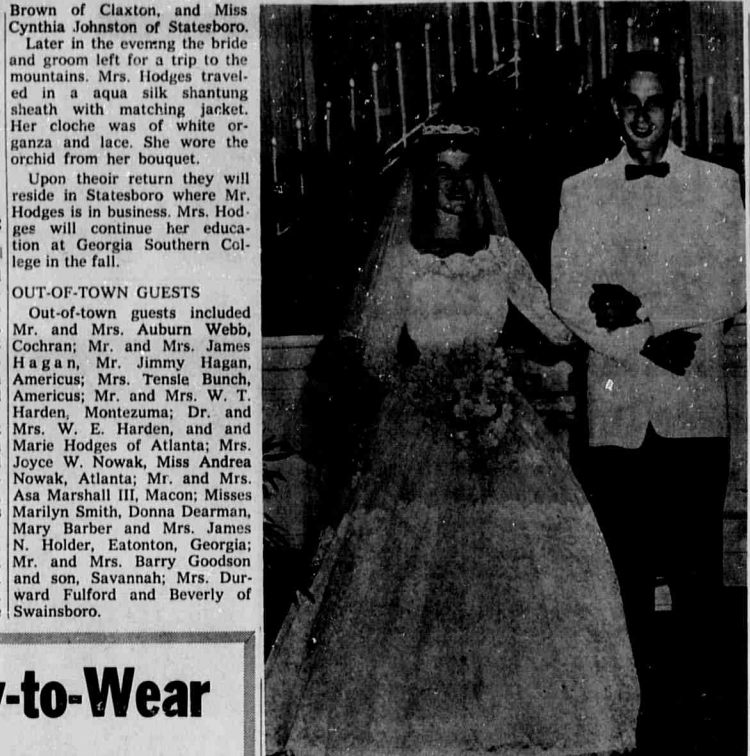 Brown of Claxton, and Miss
Cynthia Johnston of Statesboro.
Later in the evening the bride
and groom left for a trip to the
mountains. Mrs. Hodges travel-
ed in a aqua silk shantung
sheath with matching jacket.
Her cloche was of white or-
ganza and lace. She wore the
orchid from her bouquet.
Upon theoir return they will
reside in Statesboro where Mr.
Hodges is in business. Mrs. Hod-
ges will continue her educa-
tion at Georgia Southern Col-
lege in the fall.
OUT-OF-TOWN GUESTS
Out-of-town guests included
Mr. and Mrs. Auburn Webb,
Cochran; Mr. and Mrs. James
Hagan, Mr. Jimmy Hagan,
Americus; Mrs. Tensie Bunch,
Americus; Mr. and Mrs. W. T.
Harden, Montezuma; Dr. and
Mrs. W. E. Harden, and and
Marie Hodges of Atlanta; Mrs.
Joyce W. Nowak, Miss Andrea
Nowak, Atlanta; Mr. and Mrs.
Asa Marshall III, Macon; Misses
Marilyn Smith, Donna Dearman,
Mary Barber and Mrs. James
N. Holder, Eatonton, Georgia;
Mr. and Mrs. Barry Goodson
and son, Savannah; Mrs. Dur-
ward Fulford and Beverly of
Swainsboro.
-to-Wear